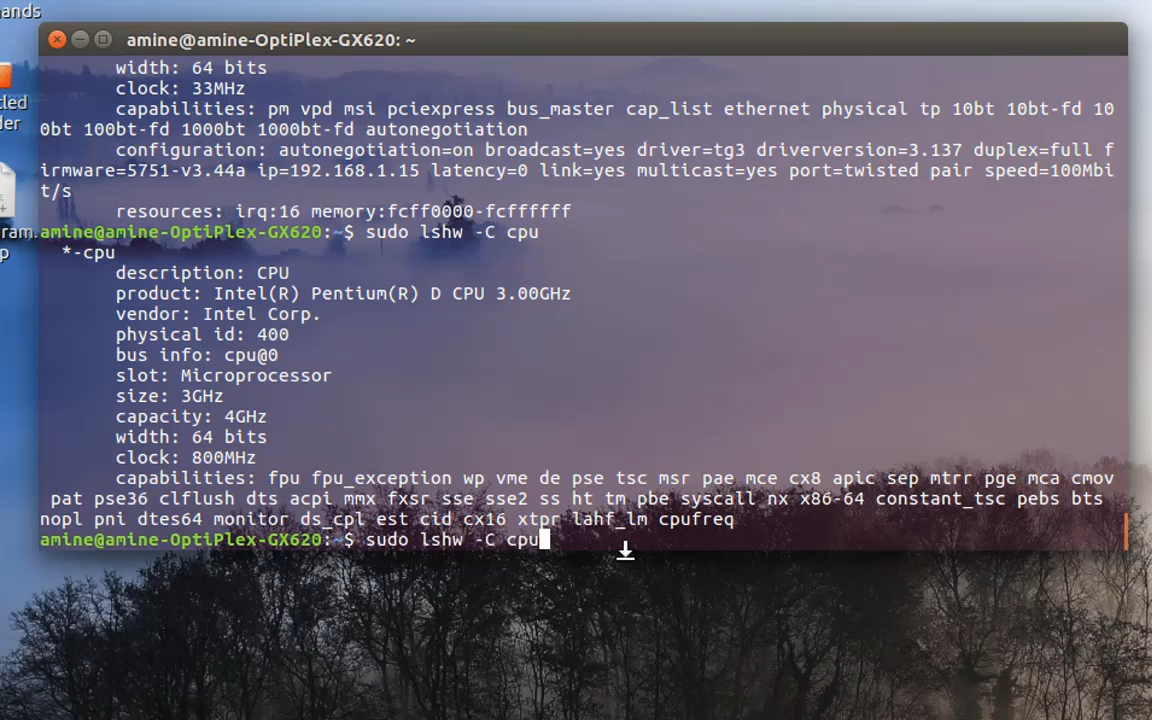 ands
amine@amine-OptiPlex-GX620: ~
width: 64 bits
clock: 33MHz
capabilities: pm vpd msi pciexpress bus_master cap_list ethernet physical tp 10bt 10bt-fd 10
0bt 100bt-fd 1000bt 1000bt-fd autonegotiation
configuration: autonegotiation=on broadcast=yes driver=tg3 driverversion=3.137 duplex=full f
irmware=5751-v3.44a ip=192.168.1.15 latency=0 link=yes multicast=yes port=twisted pair speed=100Mbi
t/s
resources: irq:16 memory:fcff0000-fcffffff
amine@amine-OptiPlex-GX620:~$ sudo lshw -C cpu
*-cpu
description: CPU
product: Intel(R) Pentium(R) D CPU 3.00GHz
vendor: Intel Corp.
physical id: 400
bus info: cpu@0
slot: Microprocessor
size: 3GHz
capacity: 4GHz
width: 64 bits
clock: 800MHz
capabilities: fpu fpu_exception wp vme de pse tsc msr pae mce cx8 apic sep mtrr pge mca cmov
pat pse36 clflush dts acpi mmx fxsr sse sse2 ss ht tm pbe syscall nx x86-64 constant_tsc pebs bts
nopl pni dtes64 monitor ds_cpl est cid cx16 xtpr lahf_lm cpufreq
amine@amine-OptiPlex-GX620:~$ sudo lshw -C cpu
tled
der
ram.
p